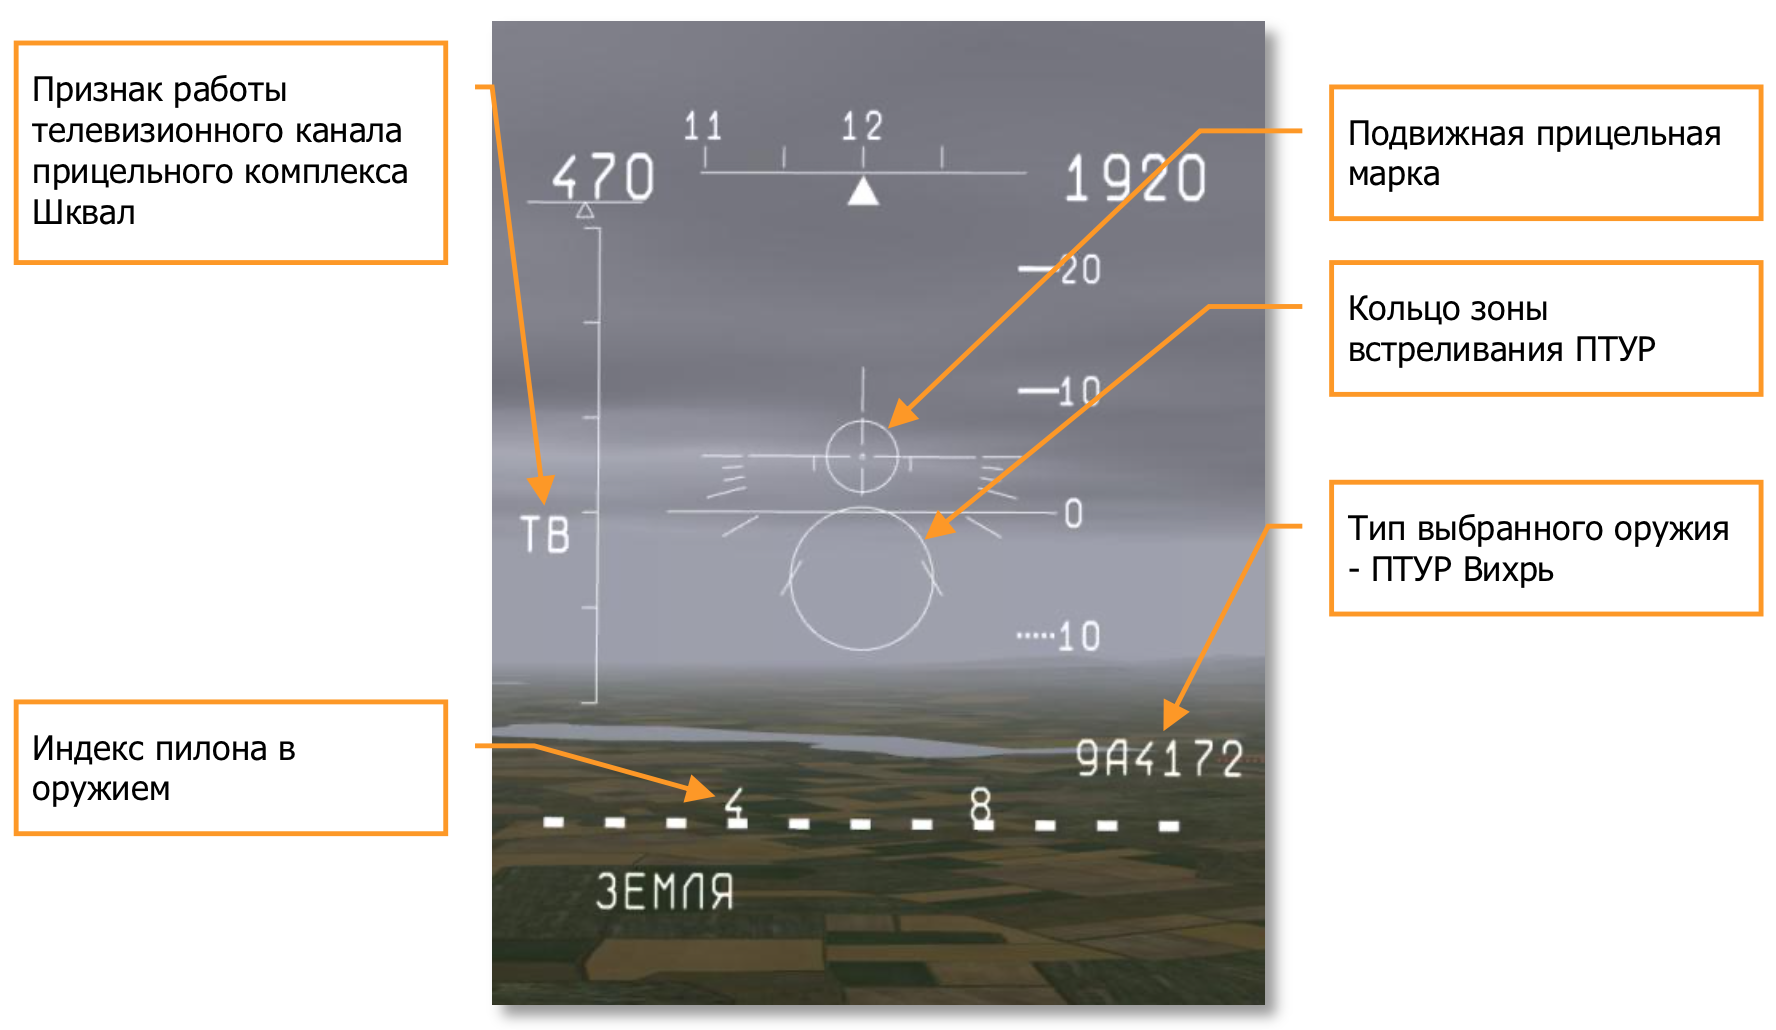 Признак работы
телевизионного канала
прицельного комплекса
Шквал
Индекс пилона в
оружием
11 12
470 1920
20
10
0
ТВ
10
9А4172
4 8
ЗЕМЛЯ
Подвижная прицельная
марка
Кольцо зоны
встреливания ПТУР
Тип выбранного оружия
- ПТУР Вихрь